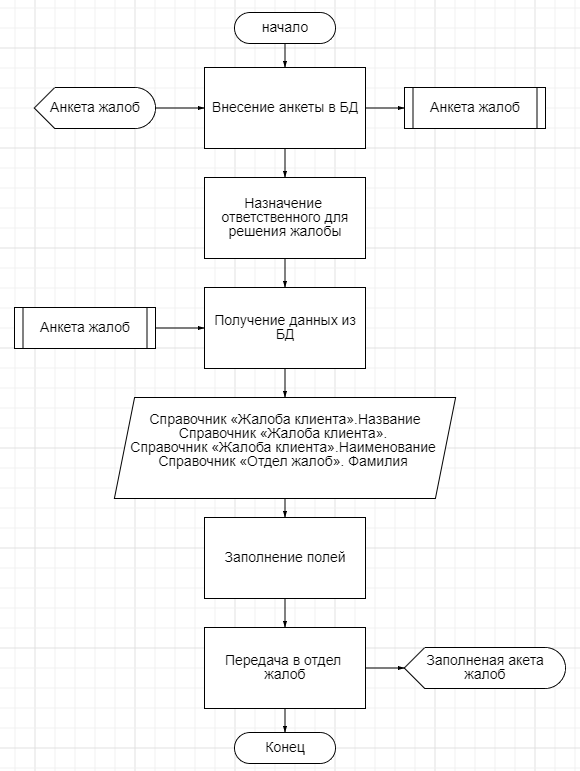 начало
Анкета жалоб
Внесение анкеты в БД
Анкета жалоб
Назначение
ответственного для
решения жалобы
Анкета жалоб
Получение данных из
БД
Справочник «Жалоба клиента».Название
Справочник «Жалоба клиента».
Справочник «Жалоба клиента».Наименование
Справочник «Отдел жалоб». Фамилия
Заполнение полей
Передача в отдел
жалоб
Заполненая акета
жалоб
Конец